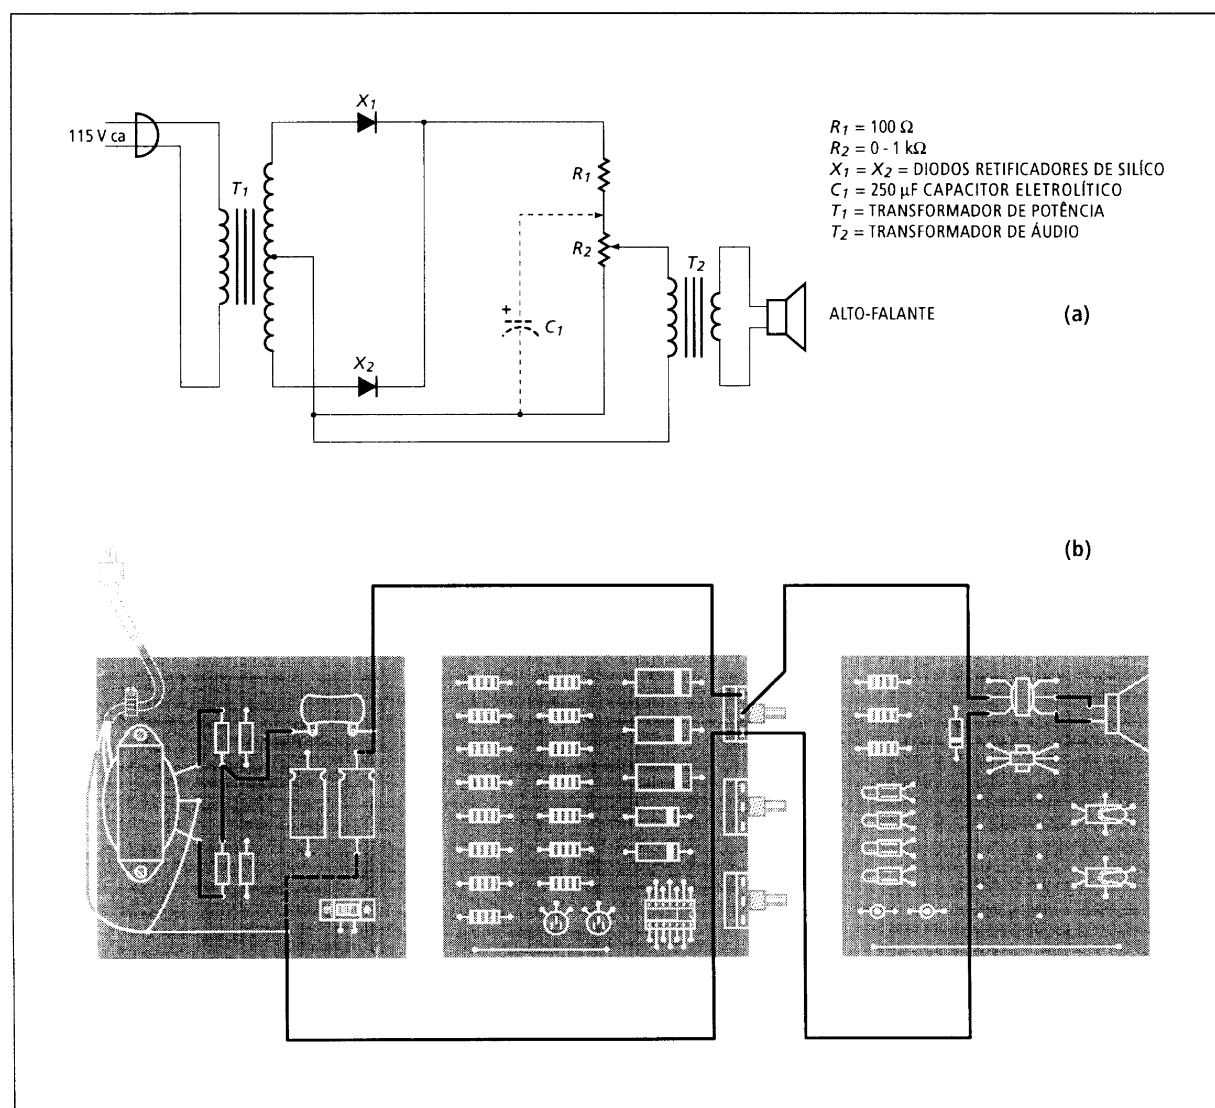 115 V ca
X1
T1
R1
R2
C1
+
X2
T2
R1 = 100 Ω
R2 = 0 - 1 kΩ
X1 = X2 = DIODOS RETIFICADORES DE SILÍCO
C1 = 250 μF CAPACITOR ELETROLÍTICO
T1 = TRANSFORMADOR DE POTÊNCIA
T2 = TRANSFORMADOR DE ÁUDIO
ALTO-FALANTE
(a)
(b)